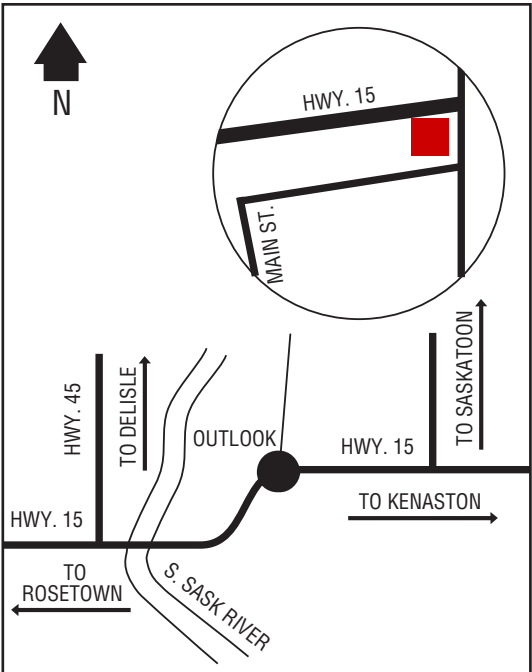 N
HWY. 15
MAIN ST.
HWY. 45
TO DELISLE
OUTLOOK
HWY. 15
TO SASKATOON
TO KENASTON
HWY. 15
TO
ROSETOWN
S. SASK RIVER